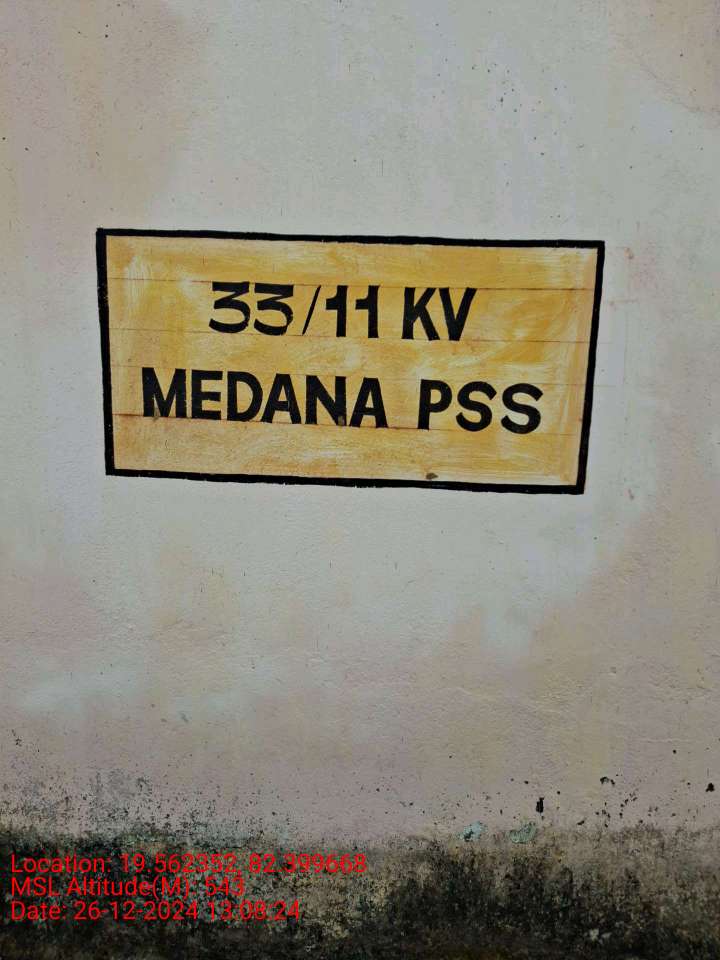 33/11 KV
MEDANA PSS
Location: 19.562352, 82.399668
MSL Altitude(M): 543
Date: 26-12-2024 13:08:24